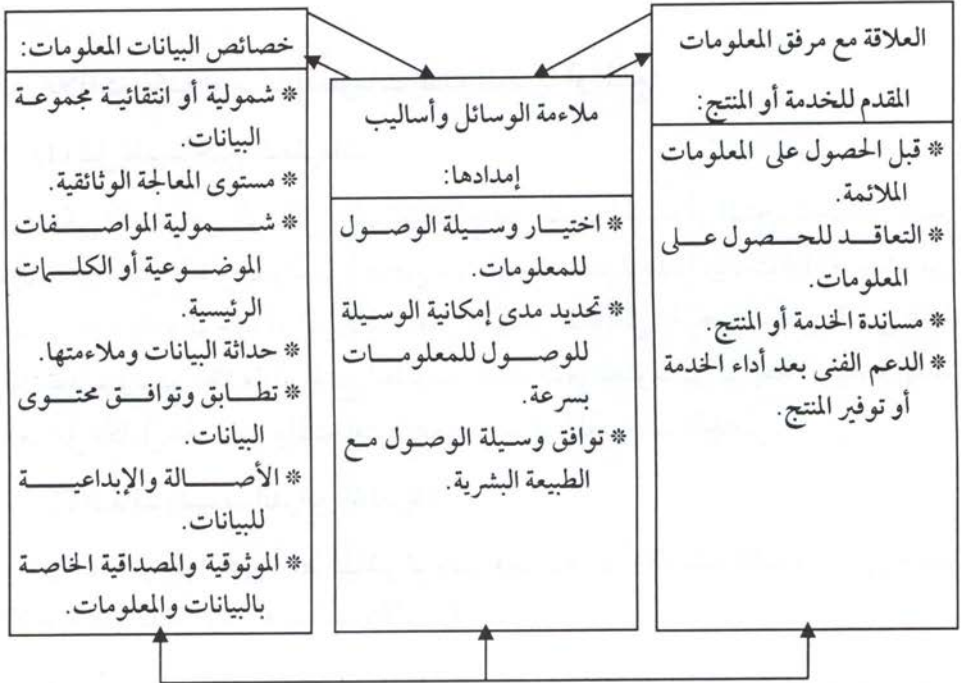 العلاقة مع مرفق المعلومات
المقدم للخدمة أو المنتج:
* قبل الحصول على المعلومات
الملائمة.
* التعاقد للحصول على
المعلومات.
* مساندة الخدمة أو المنتج.
* الدعم الفنى بعد أداء الخدمة
أو توفير المنتج.
ملاءمة الوسائل وأساليب
إمدادها:
* اختيار وسيلة الوصول
للمعلومات.
* تحديد مدى إمكانية الوسيلة
للوصول للمعلومات
بسرعة.
* توافق وسيلة الوصول مع
الطبيعة البشرية.
خصائص البيانات المعلومات:
* شمولية أو انتقائية مجموعة
البيانات.
* مستوى المعالجة الوثائقية.
* شمولية المواصفات
الموضوعية أو الكلمات
الرئيسية.
* حداثة البيانات وملاءمتها.
* تطابق وتوافق محتوى
البيانات.
* الأصالة والإبداعية
للبيانات.
* الموثوقية والمصداقية الخاصة
بالبيانات والمعلومات.